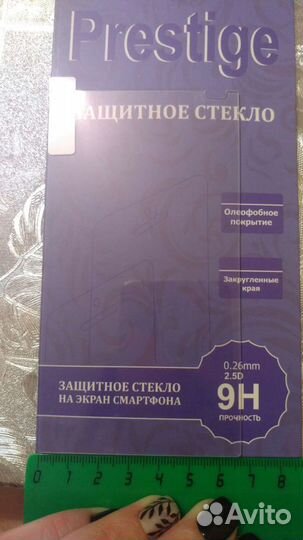 Prestige
ЗАЩИТНОЕ СТЕКЛО
Олеофобное
покрытие
Закругленные
края
0.26mm
2.5D
9H
ПРОЧНОСТЬ
ЗАЩИТНОЕ СТЕКЛО
НА ЭКРАН СМАРТФОНА
0 1 2 3 4 5 6 7 8
Avito